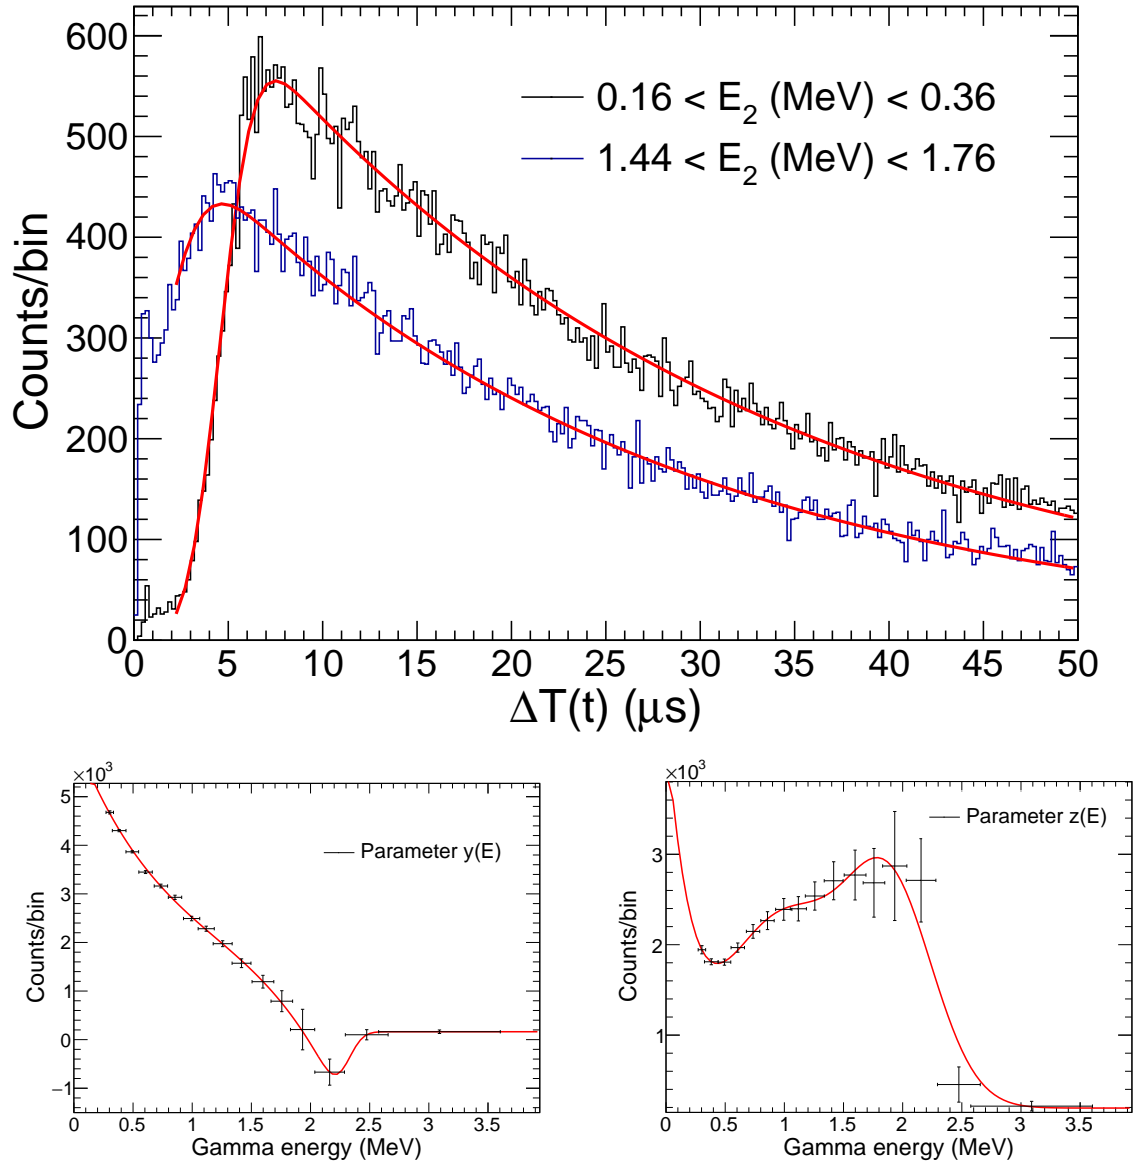 600
500
400
300
200
100
0
Counts/bin
0.16 < E₂ (MeV) < 0.36
1.44 < E₂ (MeV) < 1.76
0 5 10 15 20 25 30 35 40 45 50
ΔT(t) (μs)
×10³
5
4
3
2
1
0
−1
Counts/bin
Parameter y(E)
0 0.5 1 1.5 2 2.5 3 3.5
Gamma energy (MeV)
×10³
3
2
1
Counts/bin
Parameter z(E)
0 0.5 1 1.5 2 2.5 3 3.5
Gamma energy (MeV)